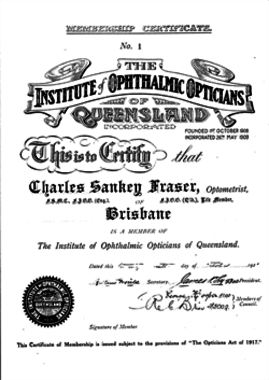 MEMBERSHIP CERTIFICATE.
No. 1
THE
INSTITUTE OF OPHTHALMIC OPTICIANS
OF
QUEENSLAND
INCORPORATED
FOUNDED 1ST OCTOBER 1908
INCORPORATED 26TH MAY 1909
This is to Certify that
Charles Sankey Fraser, Optometrist,
OF Life Member,
Brisbane
IS A MEMBER OF
The Institute of Ophthalmic Opticians of Queensland.
Dated this day of
Secretary. President.
Members of
Council.
Signature of Member
This Certificate of Membership is issued subject to the provisions of "The Opticians Act of 1917."